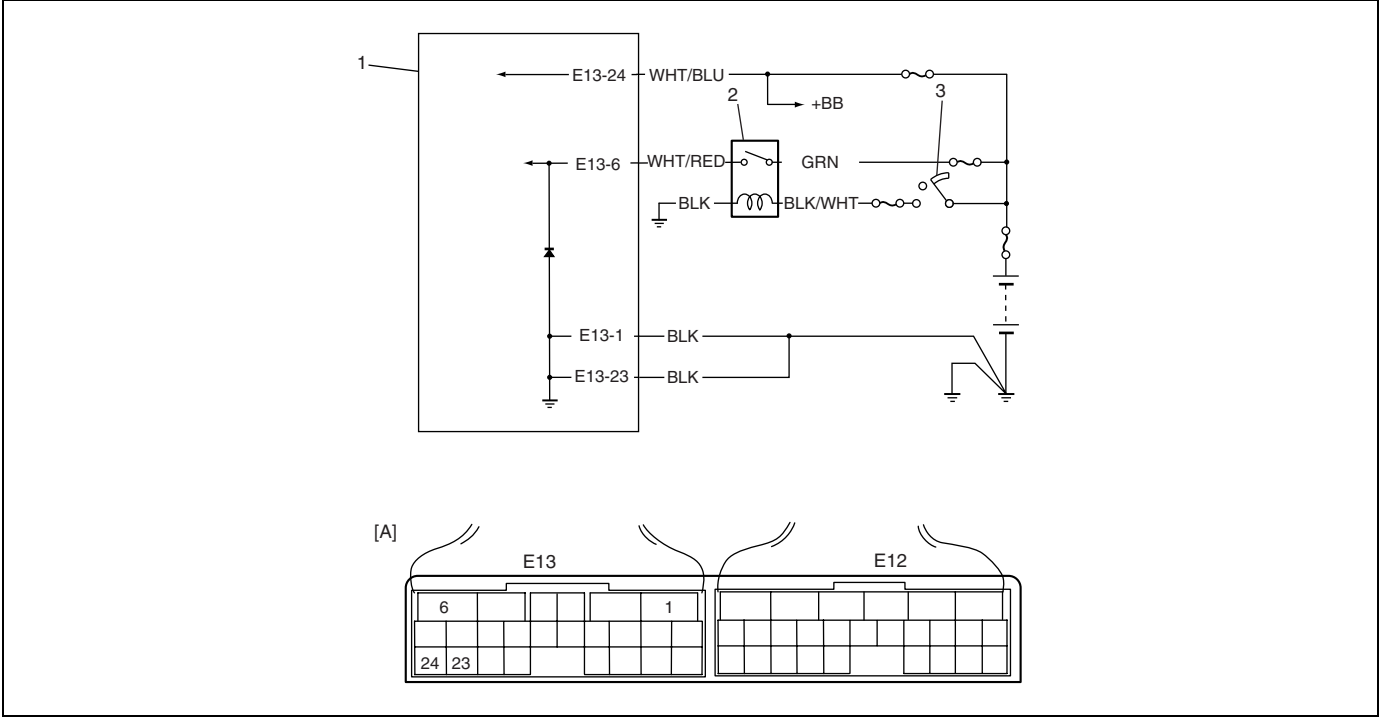 1
E13-24 WHT/BLU
2 +BB 3
E13-6 WHT/RED GRN
BLK BLK/WHT
E13-1 BLK
E13-23 BLK
[A]
E13 E12
6 1
24 23